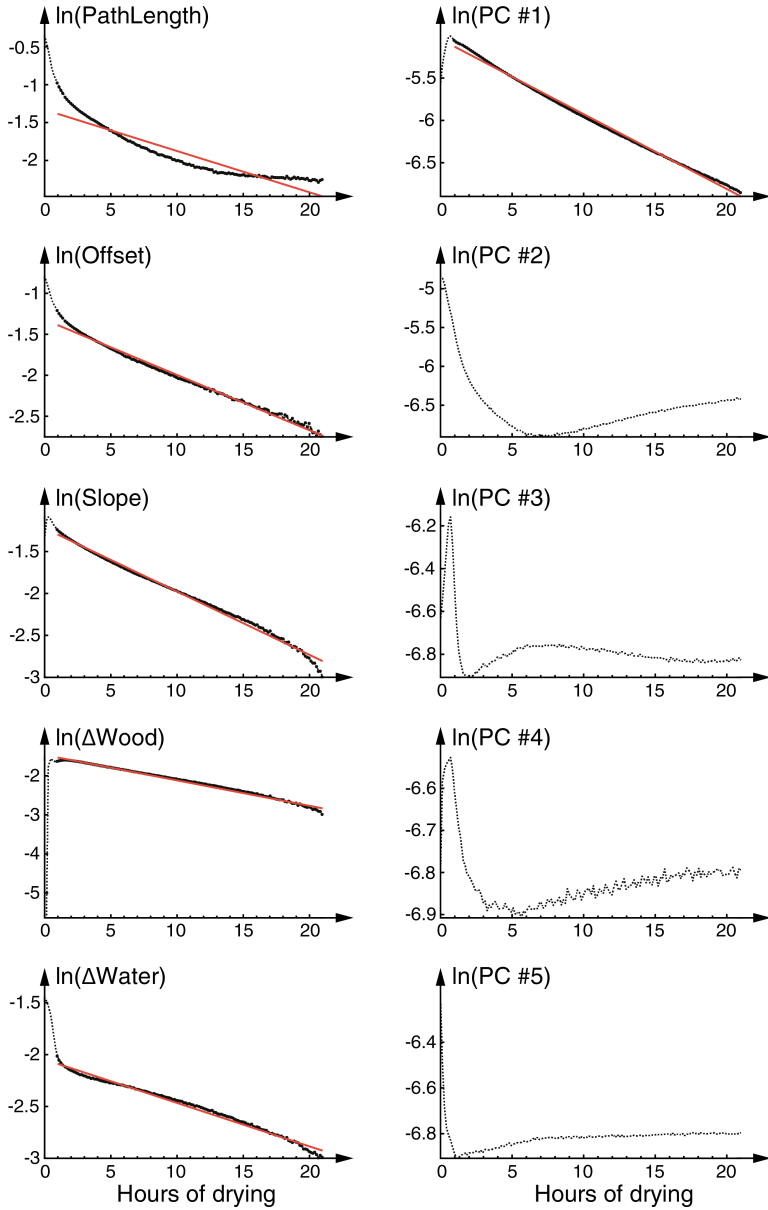 ln(PathLength)
-0.5
-1
-1.5
-2
0 5 10 15 20
ln(PC #1)
-5.5
-6
-6.5
0 5 10 15 20
ln(Offset)
-1
-1.5
-2
-2.5
0 5 10 15 20
ln(PC #2)
-5
-5.5
-6
-6.5
0 5 10 15 20
ln(Slope)
-1.5
-2
-2.5
-3
0 5 10 15 20
ln(PC #3)
-6.2
-6.4
-6.6
-6.8
0 5 10 15 20
ln(ΔWood)
-2
-3
-4
-5
0 5 10 15 20
ln(PC #4)
-6.6
-6.7
-6.8
-6.9
0 5 10 15 20
ln(ΔWater)
-1.5
-2
-2.5
-3
0 5 10 15 20
Hours of drying
ln(PC #5)
-6.4
-6.6
-6.8
0 5 10 15 20
Hours of drying